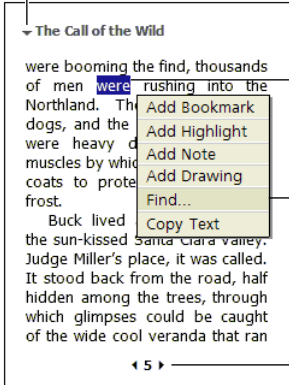 The Call of the Wild
were booming the find, thousands
of men were rushing into the
Northland. Th
dogs, and the
were heavy d
muscles by whic
coats to prote
frost.
Add Bookmark
Add Highlight
Add Note
Add Drawing
Find...
Copy Text
Buck lived
the sun-kissed Santa Clara valley.
Judge Miller's place, it was called.
It stood back from the road, half
hidden among the trees, through
which glimpses could be caught
of the wide cool veranda that ran
5